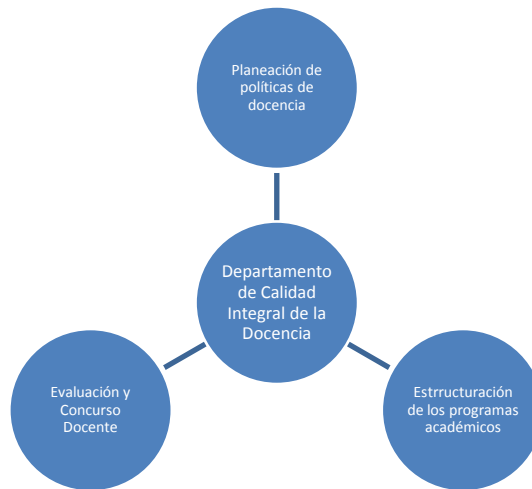 Planeación de
políticas de
docencia
Departamento
de Calidad
Integral de la
Docencia
Evaluación y
Concurso
Docente
Estrructuración
de los programas
académicos